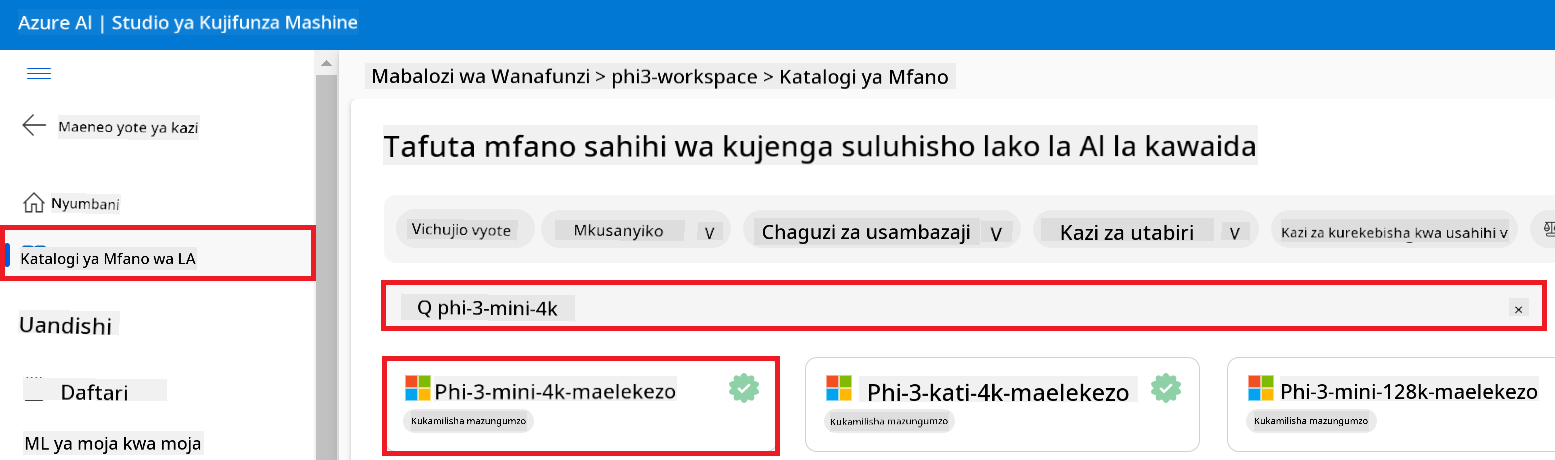 Azure AI | Studio ya Kujifunza Mashine
Mabalozi wa Wanafunzi > phi3-workspace > Katalogi ya Mfano
Maeneo yote ya kazi
Nyumbani
Katalogi ya Mfano wa LA
Uandishi
Daftari
ML ya moja kwa moja
Tafuta mfano sahihi wa kujenga suluhisho lako la Al la kawaida
Vichujio vyote Mkusanyiko V Chaguzi za usambazaji V Kazi za utabiri V Kazi za kurekebisha kwa usahihi v
Q phi-3-mini-4k ×
Phi-3-mini-4k-maelekezo
Kukamilisha mazungumzo
Phi-3-kati-4k-maelekezo
Kukamilisha mazungumzo
Phi-3-mini-128k-maelekezo
Kukamilisha mazungumzo